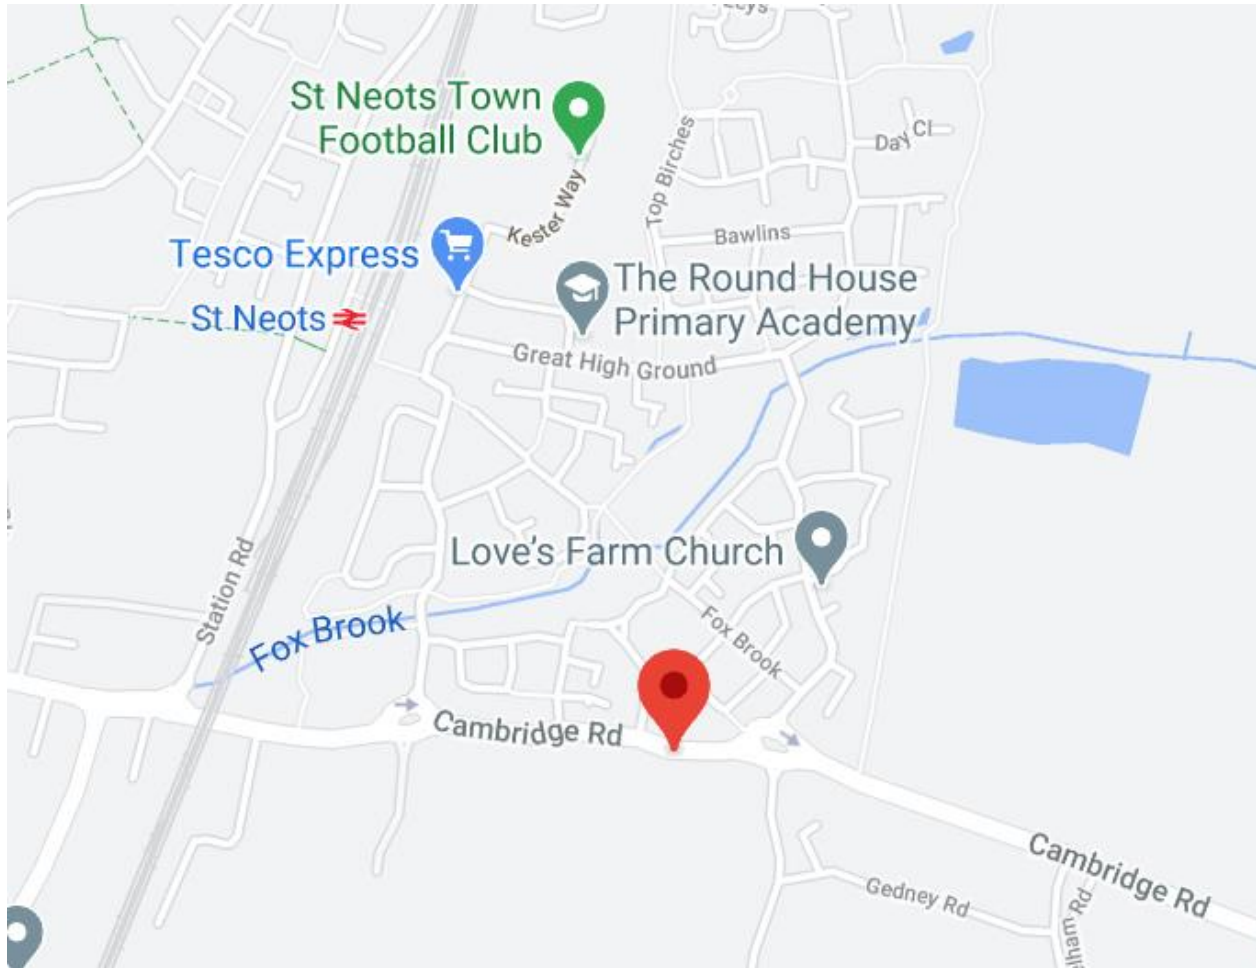 St Neots Town
Football Club
Day Cl
Top Birches
Kester Way
Bawlins
Tesco Express
The Round House
Primary Academy
St Neots
Great High Ground
Love's Farm Church
Station Rd
Fox Brook
Fox Brook
Cambridge Rd
Cambridge Rd
Gedney Rd